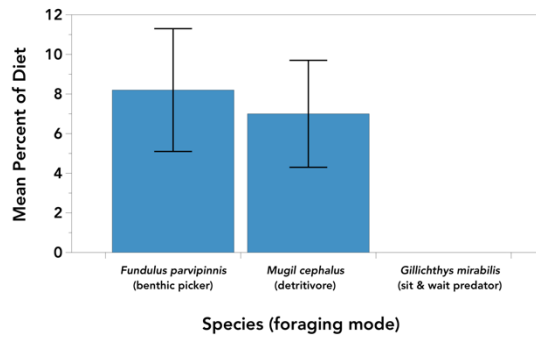 Mean Percent of Diet
12
10
8
6
4
2
0
Fundulus parvipinnis Mugil cephalus Gillichthys mirabilis
(benthic picker) (detritivore) (sit & wait predator)
Species (foraging mode)